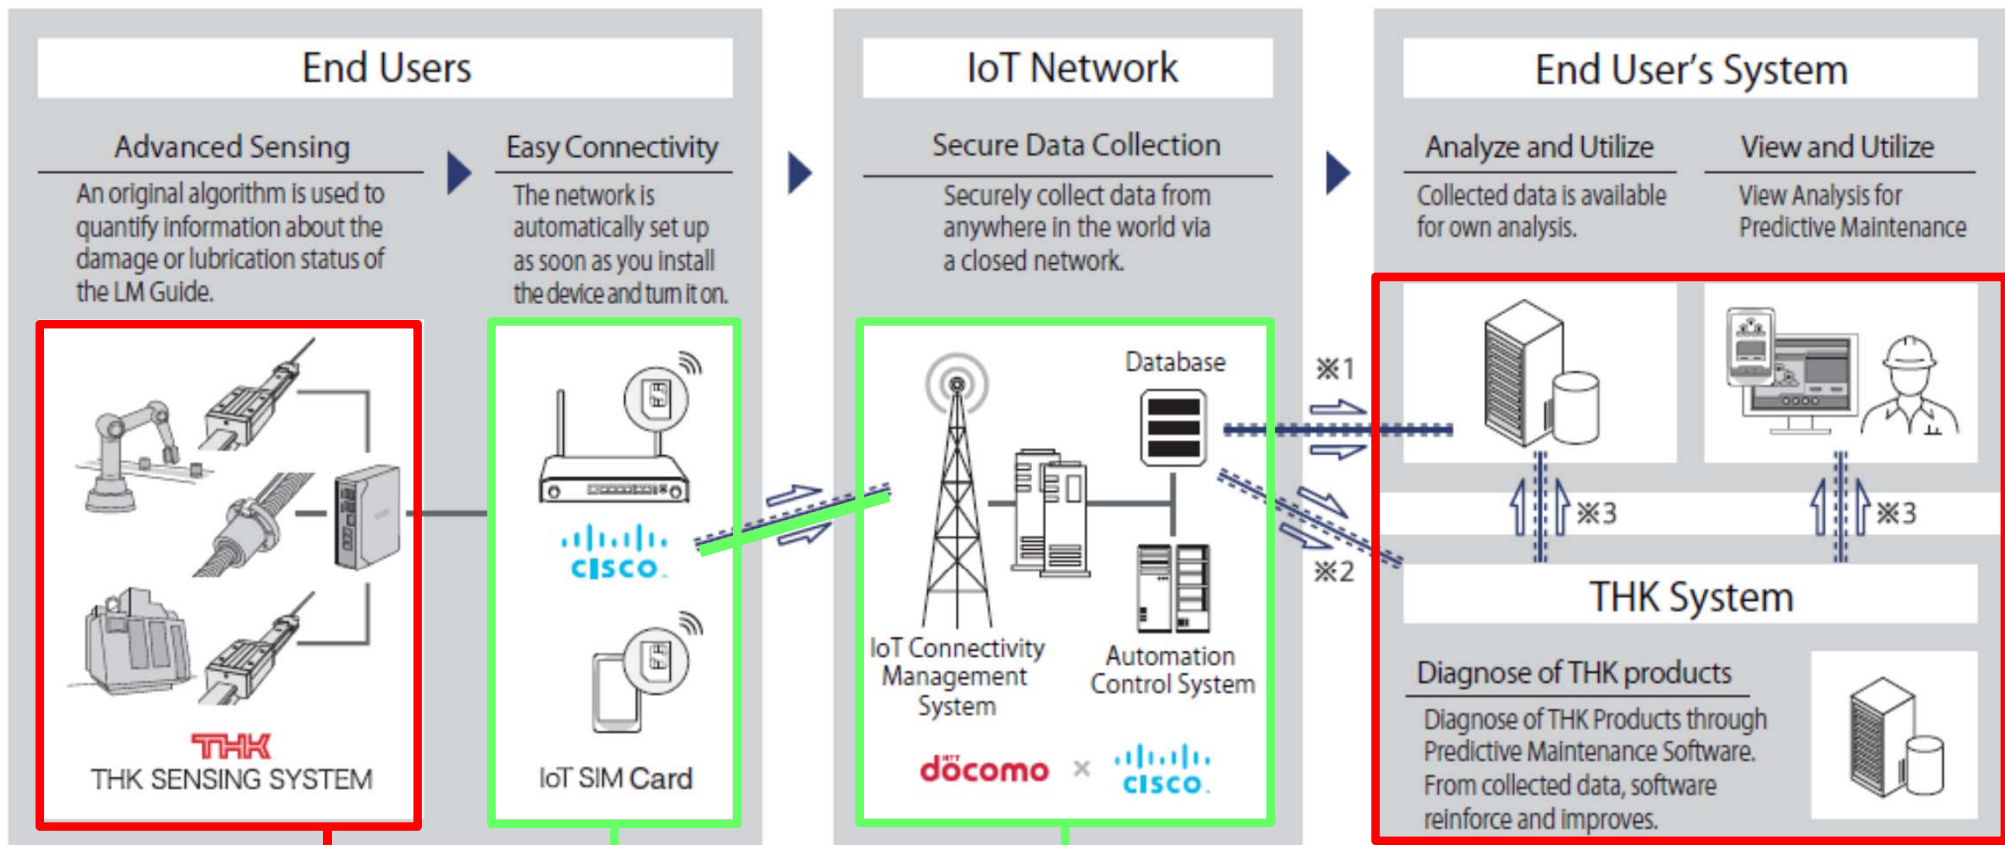 End Users
Advanced Sensing
An original algorithm is used to
quantify information about the
damage or lubrication status of
the LM Guide.
THK
THK SENSING SYSTEM
Easy Connectivity
The network is
automatically set up
as soon as you install
the device and turn it on.
CISCO.
IoT SIM Card
IoT Network
Secure Data Collection
Securely collect data from
anywhere in the world via
a closed network.
Database
IoT Connectivity
Management
System
Automation
Control System
NTT
döcomo × CISCO.
※1
※2
End User's System
Analyze and Utilize
Collected data is available
for own analysis.
View and Utilize
View Analysis for
Predictive Maintenance
※3
※3
THK System
Diagnose of THK products
Diagnose of THK Products through
Predictive Maintenance Software.
From collected data, software
reinforce and improves.